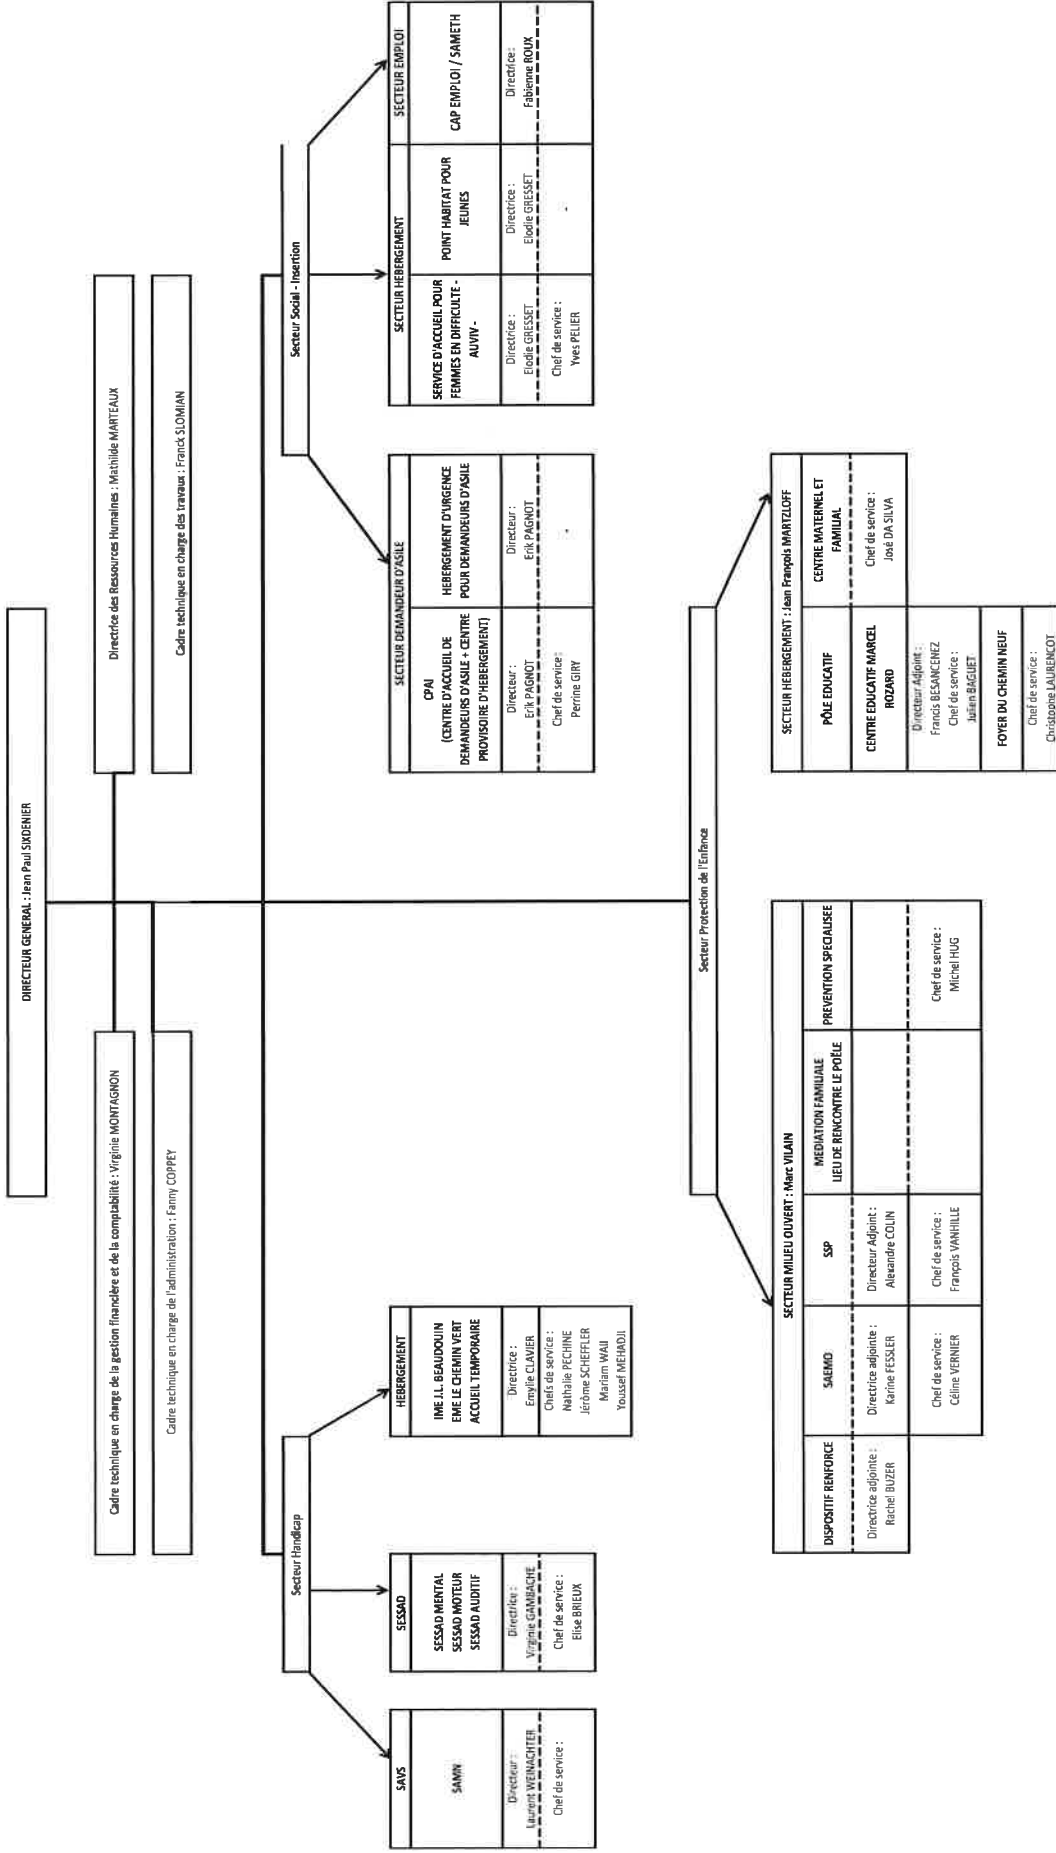 DIRECTEUR GENERAL : Jean Paul SIXDENIER
Cadre technique en charge de la gestion financière et de la comptabilité : Virginie MONTAGNON
Directrice des Ressources Humaines : Mathilde MARTEAUX
Cadre technique en charge de l'administration : Fanny COPPEY
Cadre technique en charge des travaux : Franck SLOMIAN
Secteur Handicap
SAVS
SAMN
Directeur :
Laurent WEINACHTER
Chef de service :
SESSAD
SESSAD MENTAL
SESSAD MOTEUR
SESSAD AUDITIF
Directrice :
Virginie GAMBACHE
Chef de service :
Elise BRIEUX
HEBERGEMENT
IME J.L. BEAUDOUIN
EME LE CHEMIN VERT
ACCUEIL TEMPORAIRE
Directrice :
Emylie CLAVIER
Chefs de service :
Nathalie PECHINE
Jérôme SCHEFFLER
Mariam WAII
Youssef MEHADJI
Secteur Social - Insertion
SECTEUR DEMANDEUR D'ASILE
CPAI
(CENTRE D'ACCUEIL DE
DEMANDEURS D'ASILE + CENTRE
PROVISOIRE D'HEBERGEMENT)
Directeur :
Erik PAGNOT
Chef de service :
Perrine GIRY
HEBERGEMENT D'URGENCE
POUR DEMANDEURS D'ASILE
Directeur :
Erik PAGNOT
-
SECTEUR HEBERGEMENT
SERVICE D'ACCUEIL POUR
FEMMES EN DIFFICULTE -
AUVIV -
Directrice :
Elodie GRESSET
Chef de service :
Yves PELIER
POINT HABITAT POUR
JEUNES
Directrice :
Elodie GRESSET
-
SECTEUR EMPLOI
CAP EMPLOI / SAMETH
Directrice :
Fabienne ROUX
Secteur Protection de l'Enfance
SECTEUR MILIEU OUVERT : Marc VILAIN
DISPOSITIF RENFORCE
Directrice adjointe :
Rachel BUZER
SAEMO
Directrice adjointe :
Karine FESSLER
Chef de service :
Céline VERNIER
SSP
Directeur Adjoint :
Alexandre COLIN
Chef de service :
François VANHILLE
MEDIATION FAMILIALE
LIEU DE RENCONTRE LE POËLE
PREVENTION SPECIALISEE
Chef de service :
Michel HUG
SECTEUR HEBERGEMENT : Jean François MARTZLOFF
PÔLE EDUCATIF
CENTRE EDUCATIF MARCEL
ROZARD
Directeur Adjoint :
Francis BESANCENEZ
Chef de service :
Julien BAGUET
FOYER DU CHEMIN NEUF
Chef de service :
Christophe LAURENCOT
CENTRE MATERNEL ET
FAMILIAL
Chef de service :
José DA SILVA